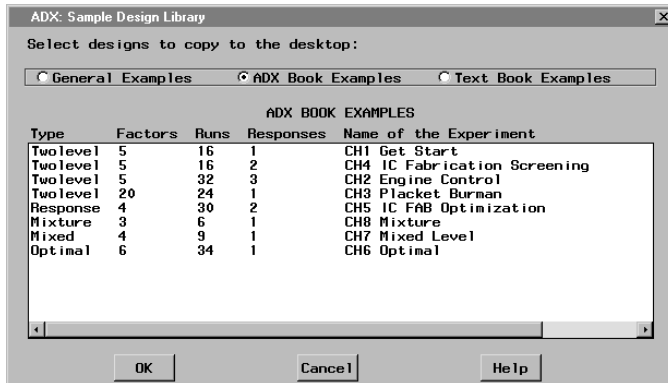 ADX: Sample Design Library
Select designs to copy to the desktop:
General Examples ADX Book Examples Text Book Examples
ADX BOOK EXAMPLES
Type Factors Runs Responses Name of the Experiment
Twolevel 5 16 1 CH1 Get Start
Twolevel 5 16 2 CH4 IC Fabrication Screening
Twolevel 5 32 3 CH2 Engine Control
Twolevel 20 24 1 CH3 Placket Burman
Response 4 30 2 CH5 IC FAB Optimization
Mixture 3 6 1 CH8 Mixture
Mixed 4 9 1 CH7 Mixed Level
Optimal 6 34 1 CH6 Optimal
OK Cancel Help